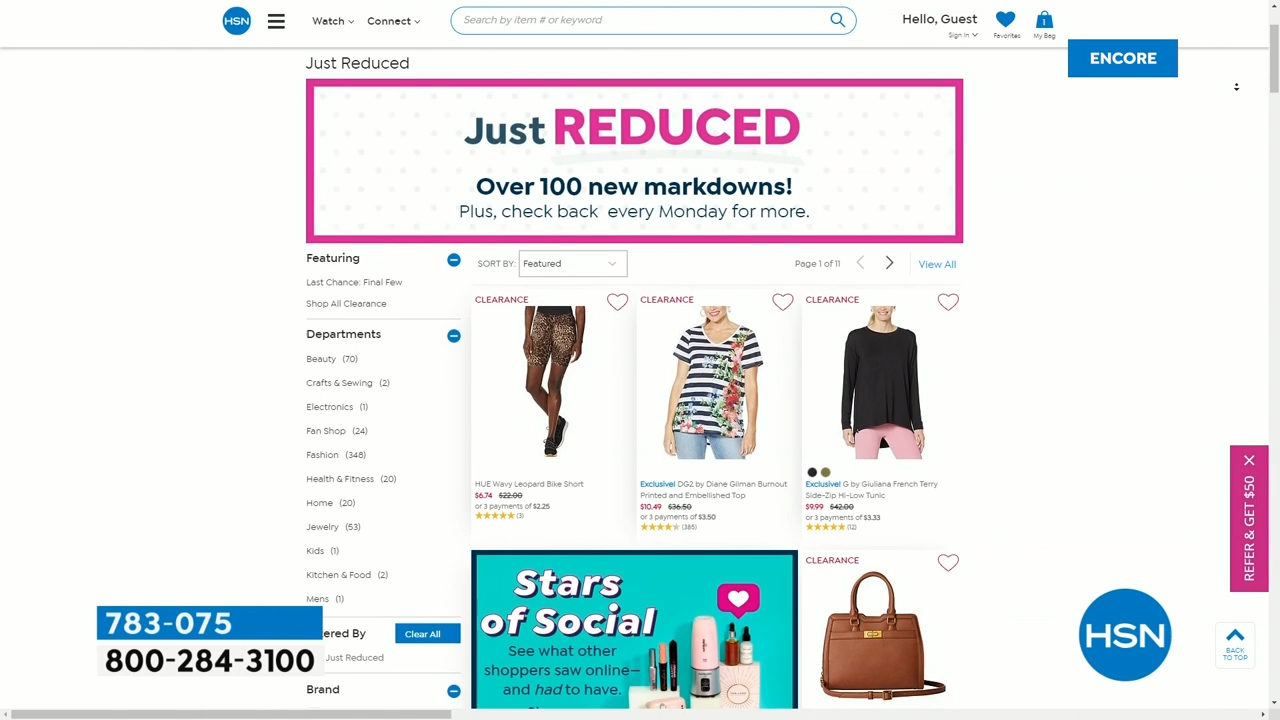 HSN
Watch
Connect
Search by item # or keyword
Hello, Guest
Sign In
Favorites
1
My Bag
ENCORE
Just Reduced
Just REDUCED
Over 100 new markdowns!
Plus, check back every Monday for more.
Featuring
Last Chance: Final Few
Shop All Clearance
Departments
Beauty (70)
Crafts & Sewing (2)
Electronics (1)
Fan Shop (24)
Fashion (348)
Health & Fitness (20)
Home (20)
Jewelry (53)
Kids (1)
Kitchen & Food (2)
Mens (1)
tered By
Clear All
Just Reduced
Brand
SORT BY: Featured
Page 1 of 11
View All
CLEARANCE
HUE Wavy Leopard Bike Short
$6.74 $22.00
or 3 payments of $2.25
(3)
CLEARANCE
Exclusive! DG2 by Diane Gilman Burnout
Printed and Embellished Top
$10.49 $36.50
or 3 payments of $3.50
(385)
CLEARANCE
Exclusive! G by Giuliana French Terry
Side-Zip Hi-Low Tunic
$9.99 $42.00
or 3 payments of $3.33
(12)
Stars
of Social
See what other
shoppers saw online—
and had to have.
CLEARANCE
REFER & GET $50
783-075
800-284-3100
HSN
BACK
TO TOP